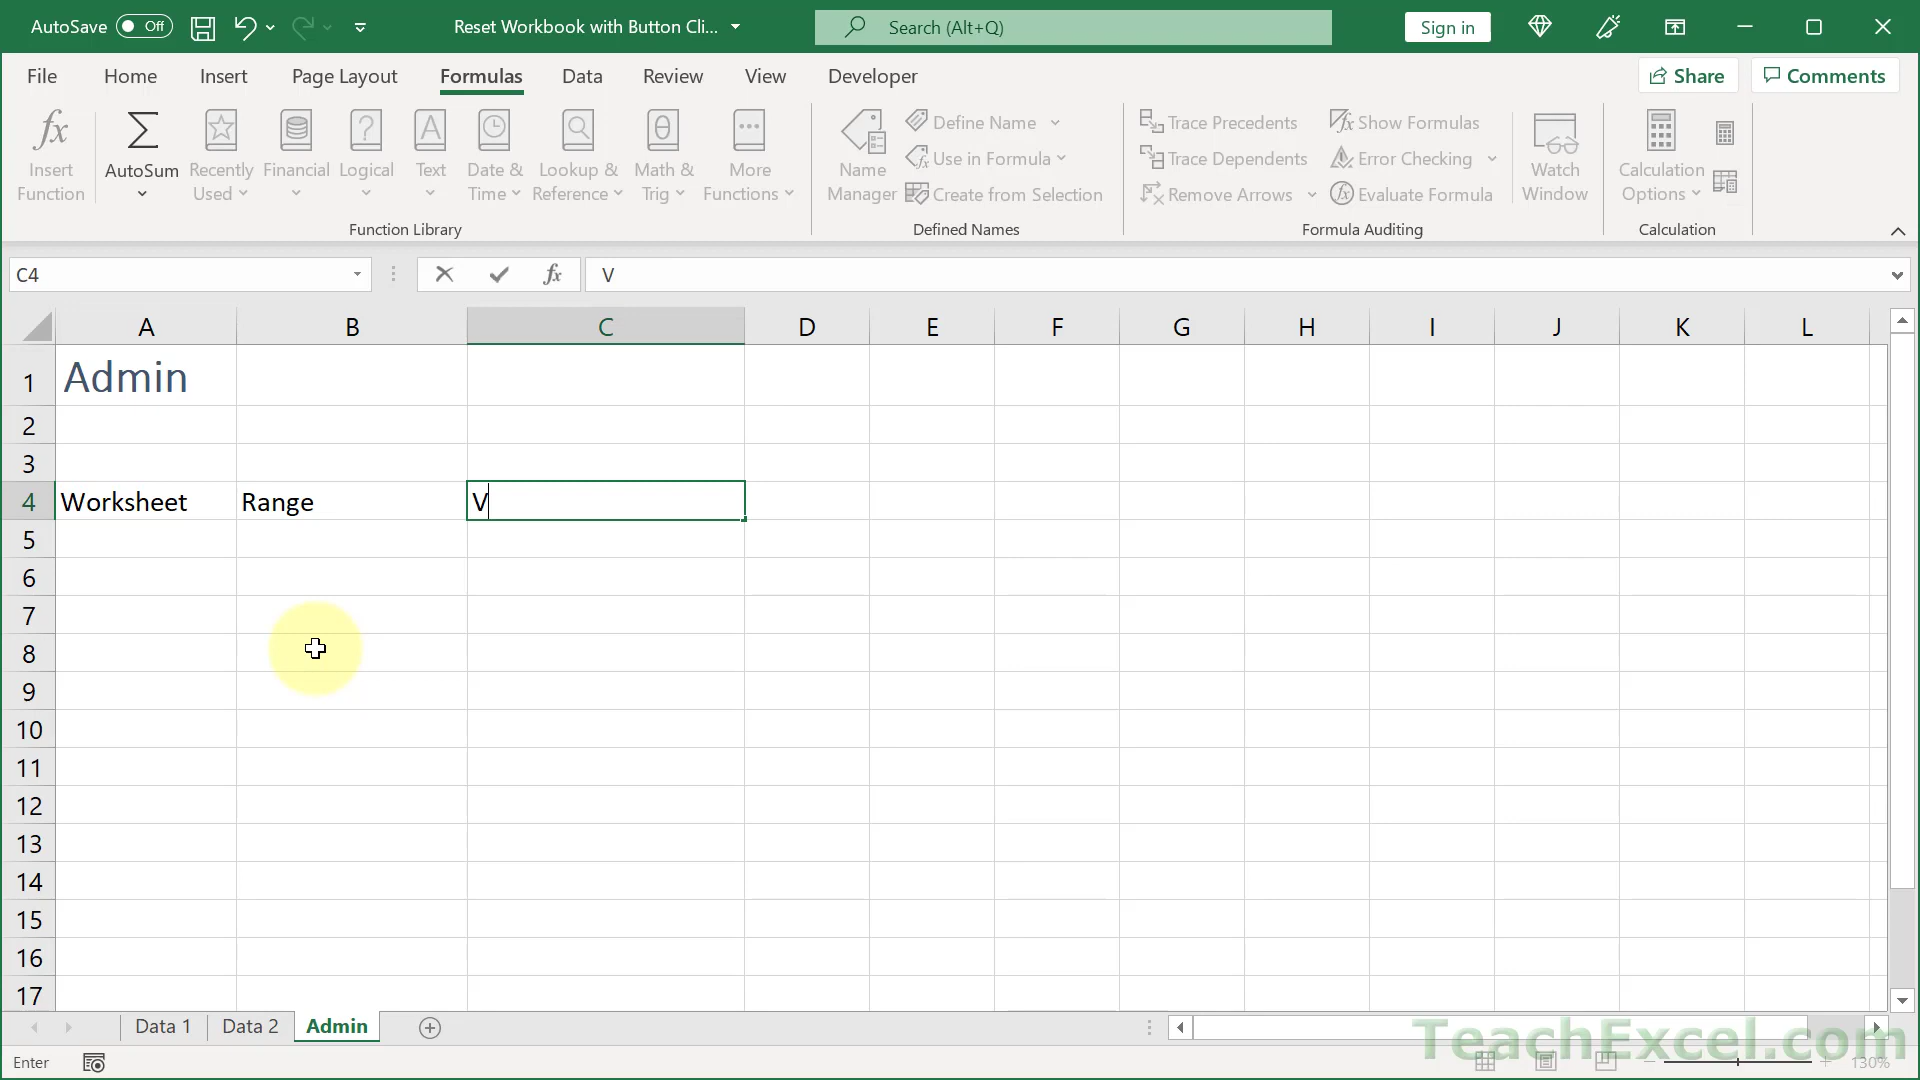 AutoSave Off Reset Workbook with Button Cli... Search (Alt+Q) Sign in
File Home Insert Page Layout Formulas Data Review View Developer Share Comments
Insert Function
AutoSum
Recently Used
Financial
Logical
Text
Date & Time
Lookup & Reference
Math & Trig
More Functions
Function Library
Name Manager
Define Name
Use in Formula
Create from Selection
Defined Names
Trace Precedents
Trace Dependents
Remove Arrows
Show Formulas
Error Checking
Evaluate Formula
Formula Auditing
Watch Window
Calculation Options
Calculation
C4 fx V
A B C D E F G H I J K L
1 Admin
2
3
4 Worksheet Range V
5
6
7
8
9
10
11
12
13
14
15
16
17
Data 1 Data 2 Admin
TeachExcel.com
Enter 130%